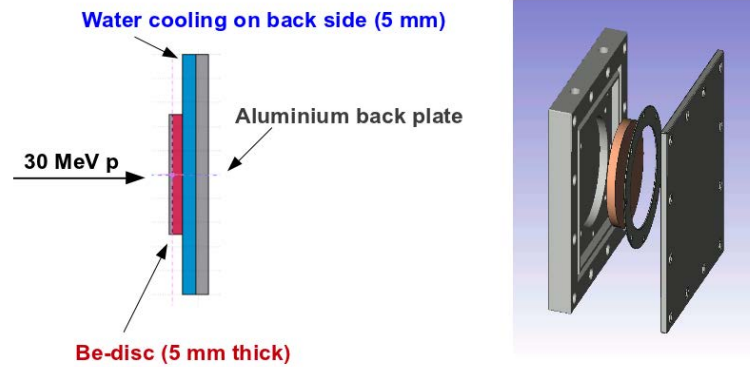 Water cooling on back side (5 mm)
Aluminium back plate
30 MeV p
Be-disc (5 mm thick)